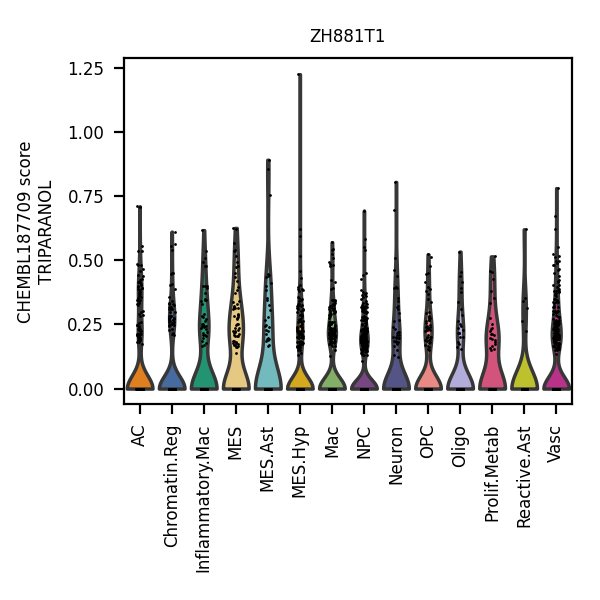 ZH881T1
CHEMBL187709 score
TRIPARANOL
1.25
1.00
0.75
0.50
0.25
0.00
AC
Chromatin.Reg
Inflammatory.Mac
MES
MES.Ast
MES.Hyp
Mac
NPC
Neuron
OPC
Oligo
Prolif.Metab
Reactive.Ast
Vasc